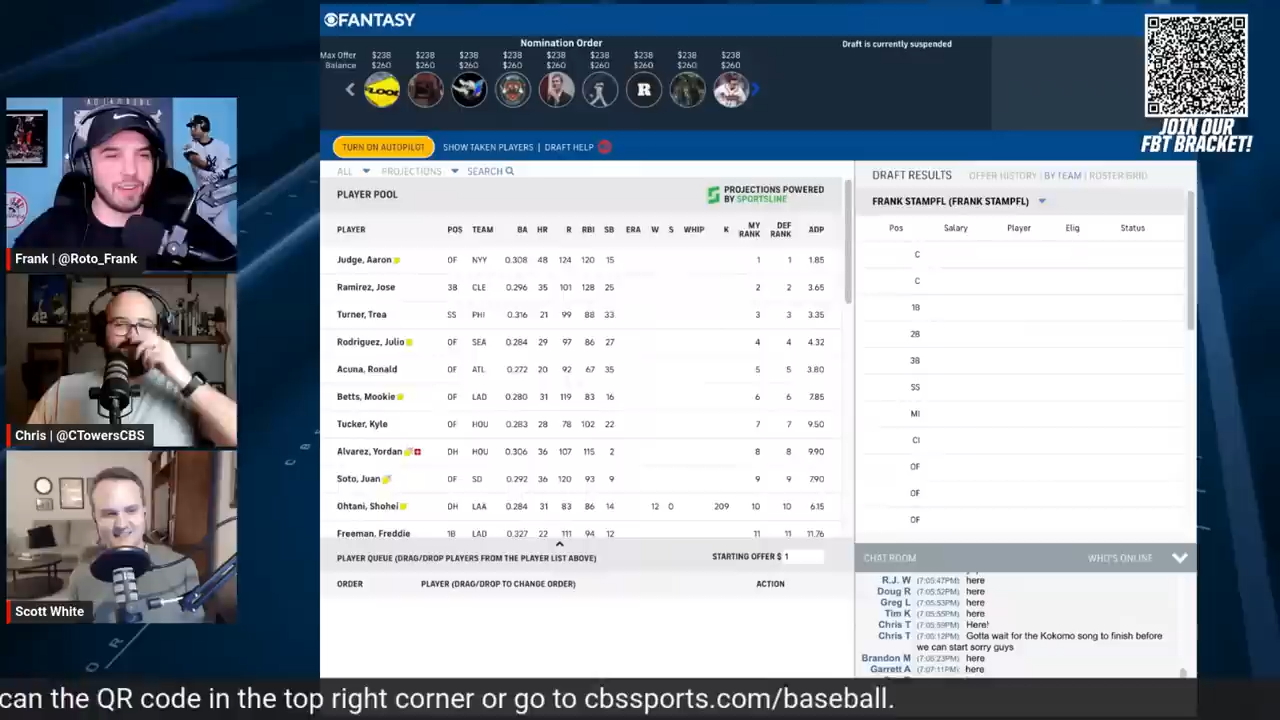 FANTASY
Nomination Order
Draft is currently suspended
Max Offer $238 $238 $238 $238 $238 $238 $238 $238 $238
Balance $260 $260 $260 $260 $260 $260 $260 $260 $260
R
JOIN OUR
FBT BRACKET!
TURN ON AUTOPILOT SHOW TAKEN PLAYERS | DRAFT HELP
ALL PROJECTIONS SEARCH
PLAYER POOL
PROJECTIONS POWERED
BY SPORTSLINE
PLAYER POS TEAM BA HR R RBI SB ERA W S WHIP K MY RANK DEF RANK ADP
Judge, Aaron OF NYY 0.308 48 124 120 15 1 1 1.85
Ramirez, Jose 3B CLE 0.296 35 101 128 25 2 2 3.65
Turner, Trea SS PHI 0.316 21 99 88 33 3 3 3.35
Rodriguez, Julio OF SEA 0.284 29 97 86 27 4 4 4.32
Acuna, Ronald OF ATL 0.272 20 92 67 35 5 5 3.80
Betts, Mookie OF LAD 0.280 31 119 83 16 6 6 7.85
Tucker, Kyle OF HOU 0.283 28 78 102 22 7 7 9.50
Alvarez, Yordan DH HOU 0.306 36 107 115 2 8 8 9.90
Soto, Juan OF SD 0.292 36 120 93 9 9 9 7.90
Ohtani, Shohei DH LAA 0.284 31 83 86 14 12 0 209 10 10 6.15
Freeman, Freddie 1B LAD 0.327 22 111 94 12 11 11 11.76
PLAYER QUEUE (DRAG/DROP PLAYERS FROM THE PLAYER LIST ABOVE) STARTING OFFER $ 1
ORDER PLAYER (DRAG/DROP TO CHANGE ORDER) ACTION
DRAFT RESULTS OFFER HISTORY | BY TEAM | ROSTER GRID
FRANK STAMPFL (FRANK STAMPFL)
Pos Salary Player Elig Status
C
C
1B
2B
3B
SS
MI
CI
OF
OF
OF
CHAT ROOM WHO'S ONLINE
R.J. W (7:05:47PM): here
Doug R (7:05:52PM): here
Greg L (7:05:53PM): here
Tim K (7:05:55PM): here
Chris T (7:05:59PM): Here!
Chris T (7:06:12PM): Gotta wait for the Kokomo song to finish before
we can start sorry guys
Brandon M (7:06:23PM): here
Garrett A (7:07:11PM): here
Frank | @Roto_Frank
Chris | @CTowersCBS
Scott White
can the QR code in the top right corner or go to cbssports.com/baseball.